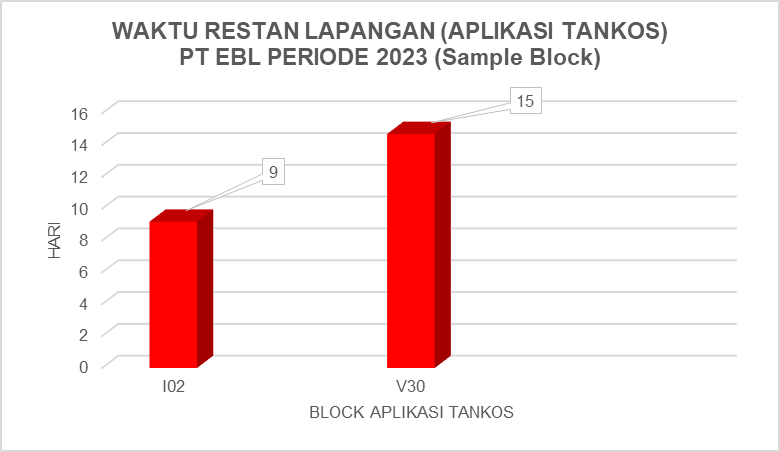 WAKTU RESTAN LAPANGAN (APLIKASI TANKOS)
PT EBL PERIODE 2023 (Sample Block)
15
16
14
12
10
8
6
4
2
0
9
HARI
I02
V30
BLOCK APLIKASI TANKOS